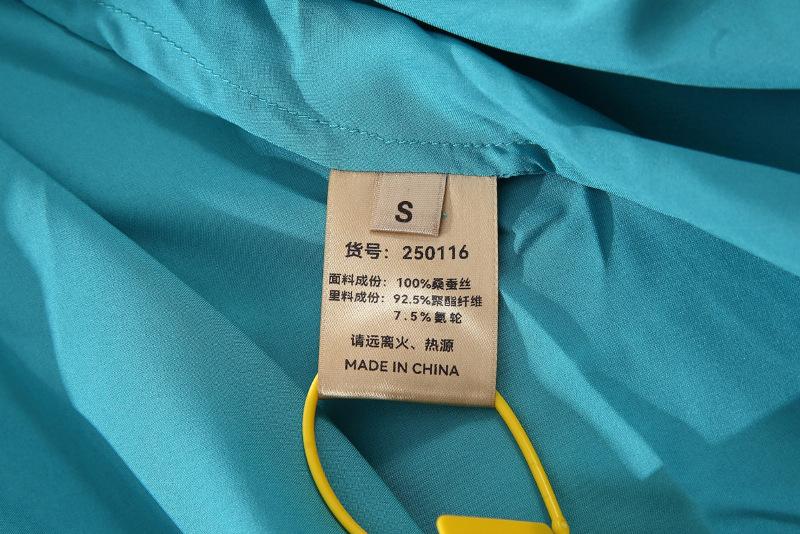 S
货号：250116
面料成份：100%桑蚕丝
里料成份：92.5%聚酯纤维
7.5%氨轮
请远离火、热源
MADE IN CHINA